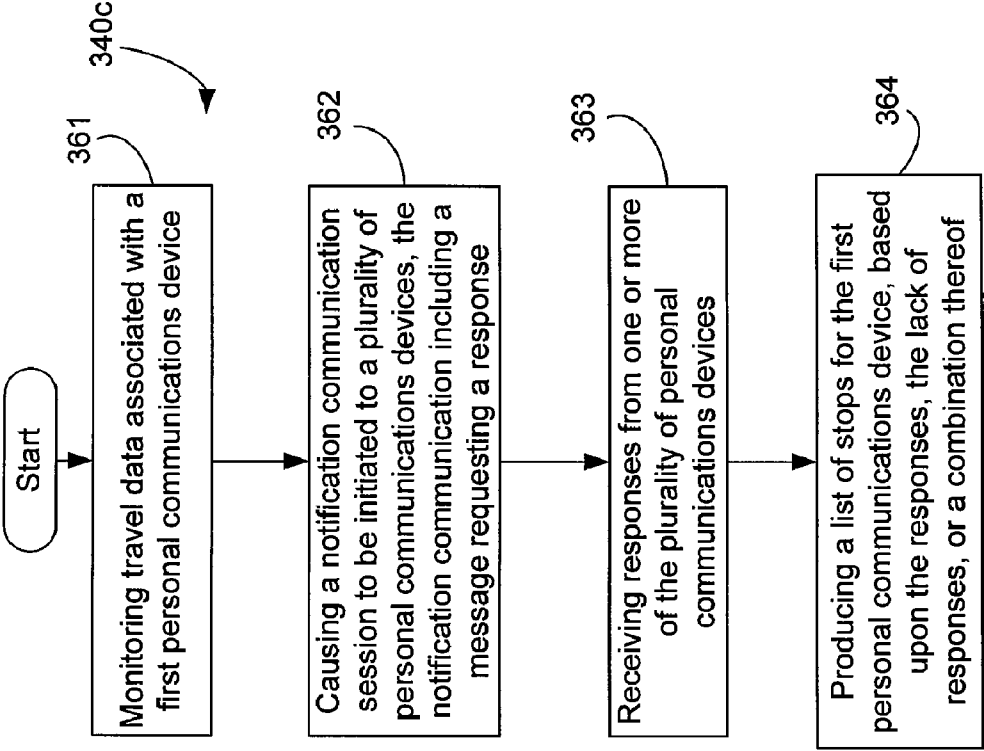 340c
Start
361
Monitoring travel data associated with a
first personal communications device
362
Causing a notification communication
session to be initiated to a plurality of
personal communications devices, the
notification communication including a
message requesting a response
363
Receiving responses from one or more
of the plurality of personal
communications devices
364
Producing a list of stops for the first
personal communications device, based
upon the responses, the lack of
responses, or a combination thereof